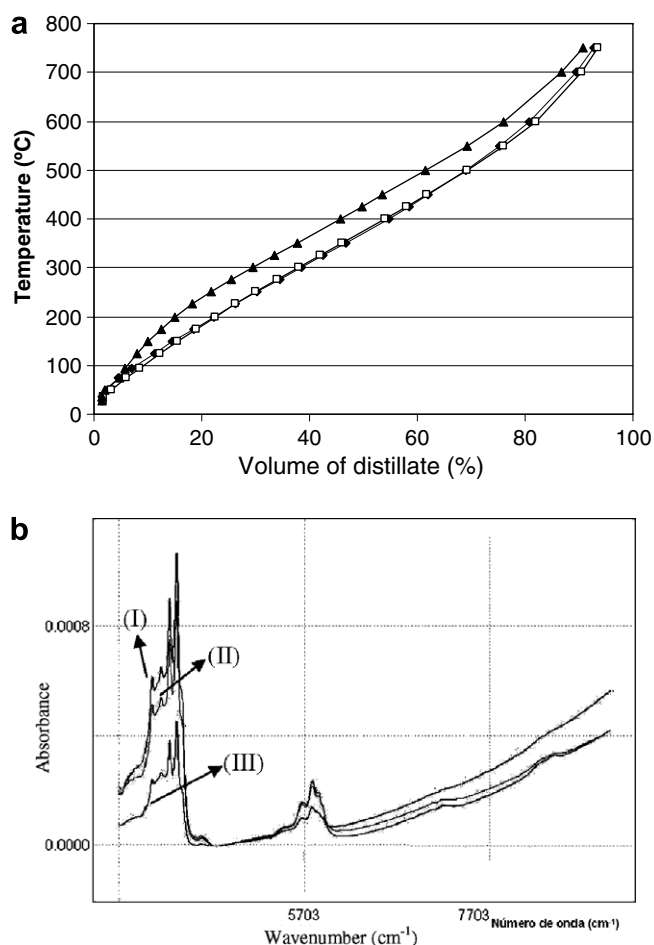 a
800
700
600
500
400
300
200
100
0
Temperature (ºC)
0 20 40 60 80 100
Volume of distillate (%)
b
(I)
(II)
(III)
0.0008
0.0000
Absorbance
5703 7703
Número de onda (cm-1)
Wavenumber (cm-1)